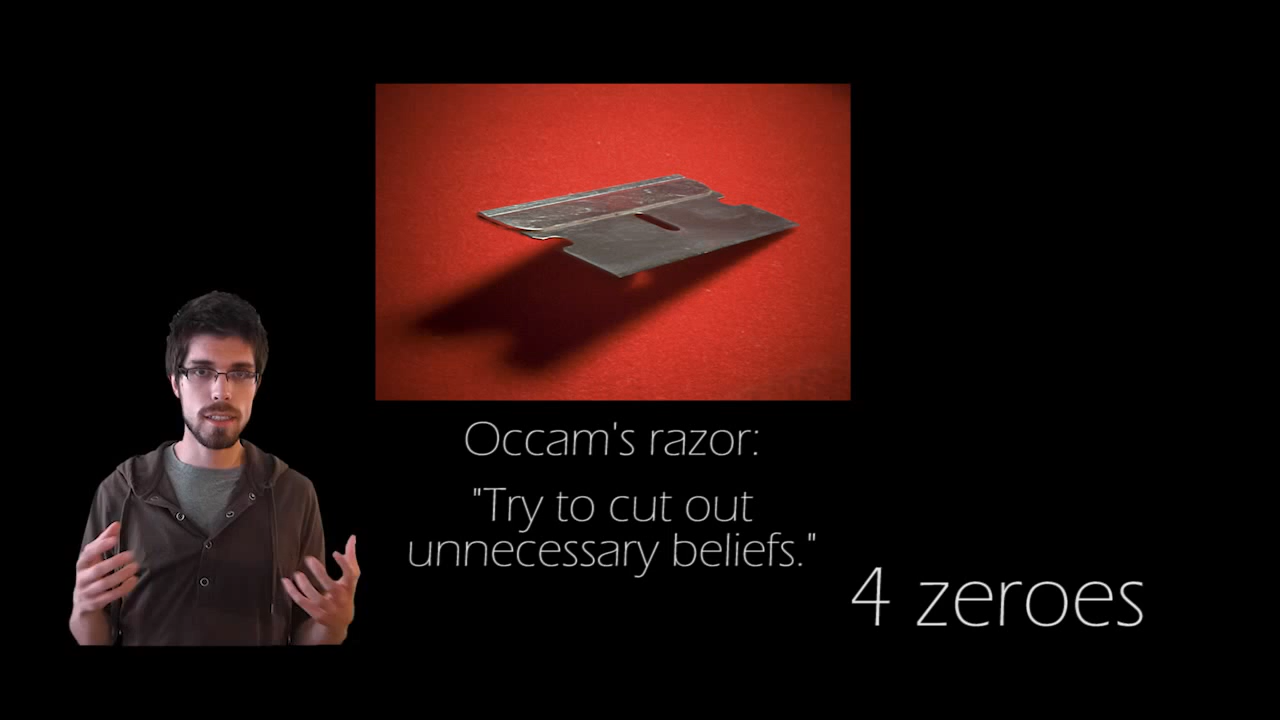 Occam's razor:
"Try to cut out
unnecessary beliefs."
4 zeroes